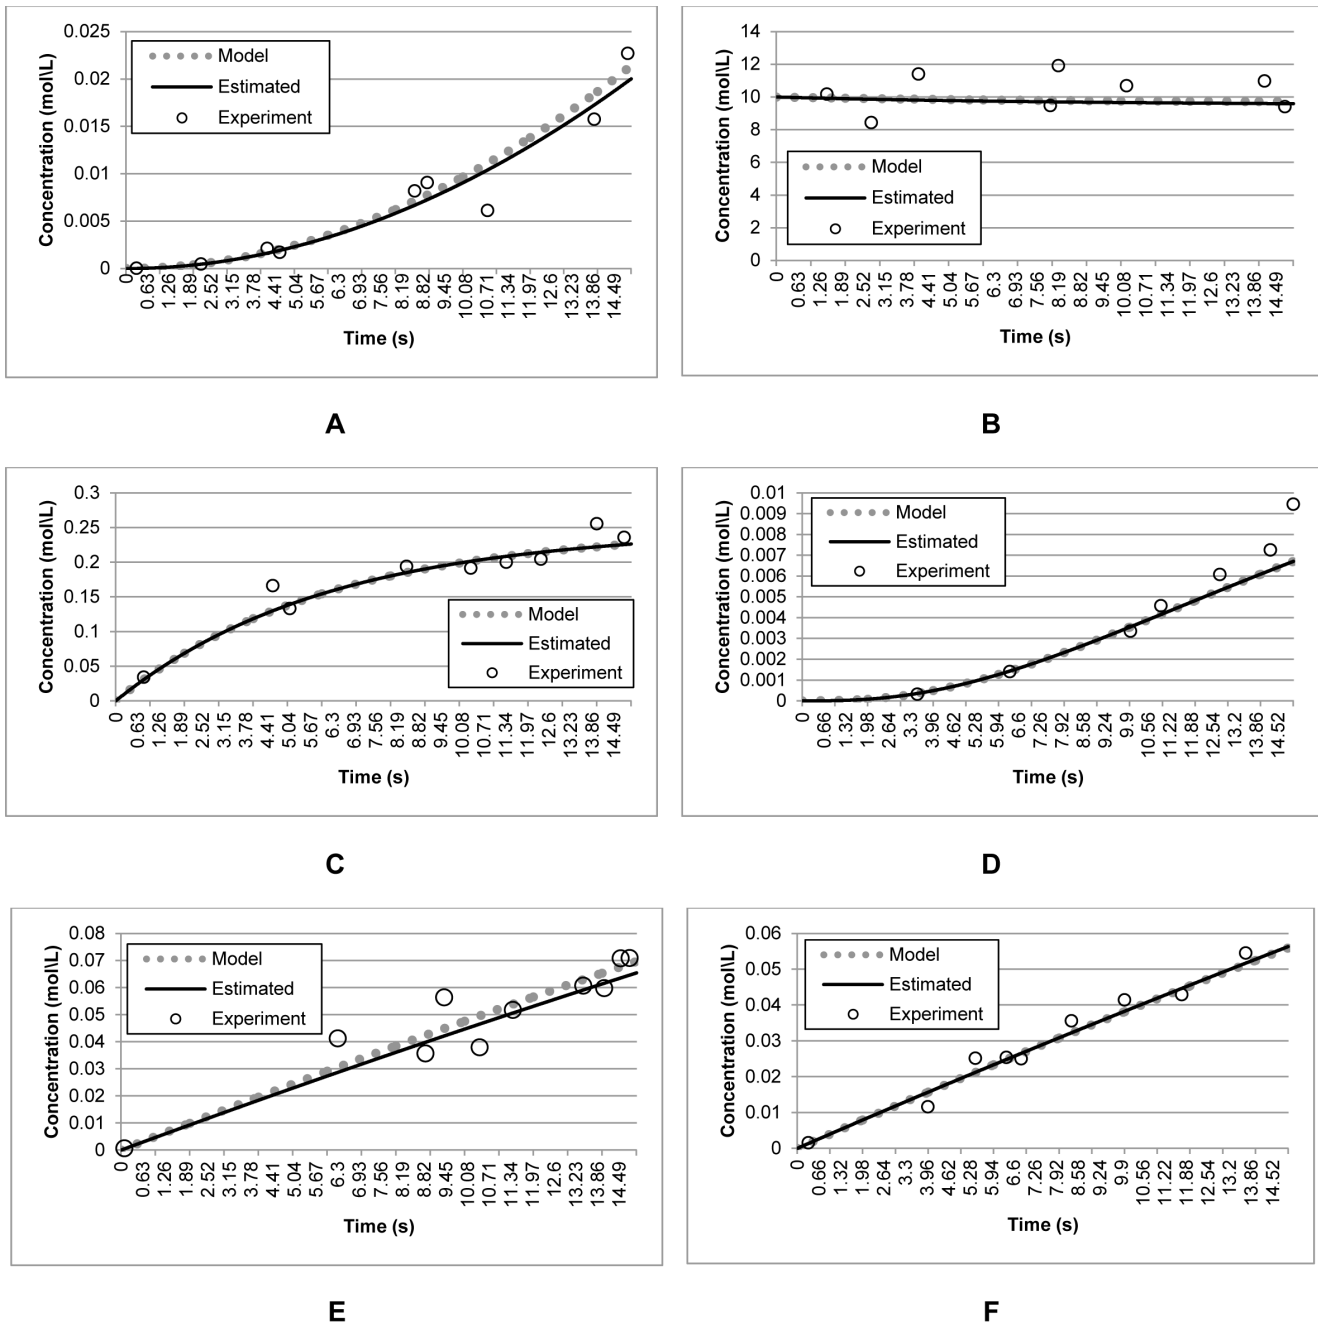 0.025
0.02
0.015
0.01
0.005
0
Concentration (mol\L)
Model
Estimated
Experiment
0 0.63 1.26 1.89 2.52 3.15 3.78 4.41 5.04 5.67 6.3 6.93 7.56 8.19 8.82 9.45 10.08 10.71 11.34 11.97 12.6 13.23 13.86 14.49
Time (s)
A
14
12
10
8
6
4
2
0
Concentration (mol\L)
Model
Estimated
Experiment
0 0.63 1.26 1.89 2.52 3.15 3.78 4.41 5.04 5.67 6.3 6.93 7.56 8.19 8.82 9.45 10.08 10.71 11.34 11.97 12.6 13.23 13.86 14.49
Time (s)
B
0.3
0.25
0.2
0.15
0.1
0.05
0
Concentration (mol\L)
Model
Estimated
Experiment
0 0.63 1.26 1.89 2.52 3.15 3.78 4.41 5.04 5.67 6.3 6.93 7.56 8.19 8.82 9.45 10.08 10.71 11.34 11.97 12.6 13.23 13.86 14.49
Time (s)
C
0.01
0.009
0.008
0.007
0.006
0.005
0.004
0.003
0.002
0.001
0
Concentration (mol\L)
Model
Estimated
Experiment
0 0.66 1.32 1.98 2.64 3.3 3.96 4.62 5.28 5.94 6.6 7.26 7.92 8.58 9.24 9.9 10.56 11.22 11.88 12.54 13.2 13.86 14.52
Time (s)
D
0.08
0.07
0.06
0.05
0.04
0.03
0.02
0.01
0
Concentration (mol\L)
Model
Estimated
Experiment
0 0.63 1.26 1.89 2.52 3.15 3.78 4.41 5.04 5.67 6.3 6.93 7.56 8.19 8.82 9.45 10.08 10.71 11.34 11.97 12.6 13.23 13.86 14.49
Time (s)
E
0.06
0.05
0.04
0.03
0.02
0.01
0
Concentration (mol\L)
Model
Estimated
Experiment
0 0.66 1.32 1.98 2.64 3.3 3.96 4.62 5.28 5.94 6.6 7.26 7.92 8.58 9.24 9.9 10.56 11.22 11.88 12.54 13.2 13.86 14.52
Time (s)
F